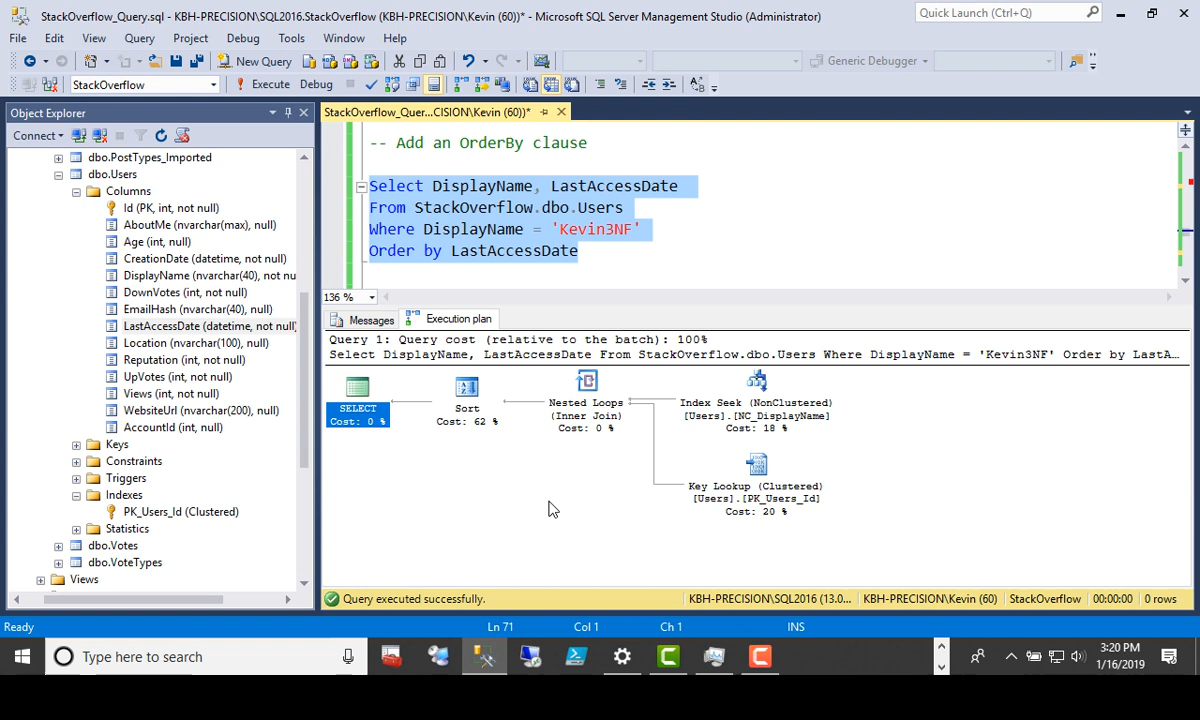 StackOverflow_Query.sql - KBH-PRECISION\SQL2016.StackOverflow (KBH-PRECISION\Kevin (60))* - Microsoft SQL Server Management Studio (Administrator)
Quick Launch (Ctrl+Q)
File Edit View Query Project Debug Tools Window Help
New Query
Generic Debugger
StackOverflow
Execute Debug
Object Explorer
StackOverflow_Quer...CISION\Kevin (60))*
Connect
dbo.PostTypes_Imported
dbo.Users
Columns
Id (PK, int, not null)
AboutMe (nvarchar(max), null)
Age (int, null)
CreationDate (datetime, not null)
DisplayName (nvarchar(40), not nu
DownVotes (int, not null)
EmailHash (nvarchar(40), null)
LastAccessDate (datetime, not null)
Location (nvarchar(100), null)
Reputation (int, not null)
UpVotes (int, not null)
Views (int, not null)
WebsiteUrl (nvarchar(200), null)
AccountId (int, null)
Keys
Constraints
Triggers
Indexes
PK_Users_Id (Clustered)
Statistics
dbo.Votes
dbo.VoteTypes
Views
-- Add an OrderBy clause
Select DisplayName, LastAccessDate
From StackOverflow.dbo.Users
Where DisplayName = 'Kevin3NF'
Order by LastAccessDate
136 %
Messages Execution plan
Query 1: Query cost (relative to the batch): 100%
Select DisplayName, LastAccessDate From StackOverflow.dbo.Users Where DisplayName = 'Kevin3NF' Order by LastA...
SELECT
Cost: 0 %
Sort
Cost: 62 %
Nested Loops
(Inner Join)
Cost: 0 %
Index Seek (NonClustered)
[Users].[NC_DisplayName]
Cost: 18 %
Key Lookup (Clustered)
[Users].[PK_Users_Id]
Cost: 20 %
Query executed successfully.
KBH-PRECISION\SQL2016 (13.0... KBH-PRECISION\Kevin (60) StackOverflow 00:00:00 0 rows
Ready
Ln 71 Col 1 Ch 1 INS
Type here to search
3:20 PM
1/16/2019